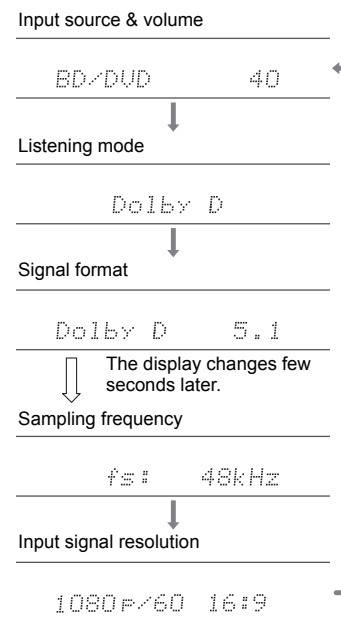 Input source & volume
BD/DVD 40
Listening mode
Dolby D
Signal format
Dolby D 5.1
The display changes few
seconds later.
Sampling frequency
fs: 48kHz
Input signal resolution
1080p/60 16:9